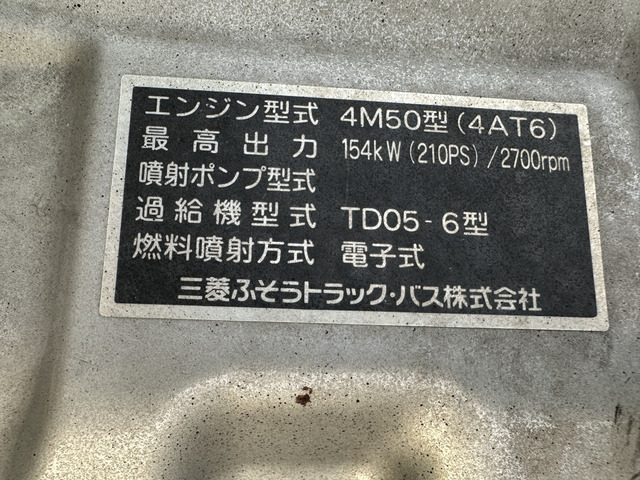 エンジン型式 4M50型(4AT6)
最高出力 154kW(210PS)/2700rpm
噴射ポンプ型式
過給機型式 TD05-6型
燃料噴射方式 電子式
三菱ふそうトラック・バス株式会社